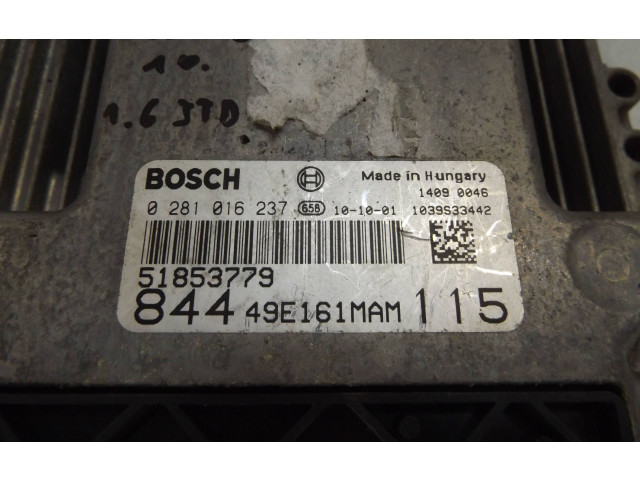 10.
1.6 JTD
BOSCH Made in Hungary
1409 0046
0 281 016 237 658 10-10-01 1039S33442
51853779
844 49E161MAM 115